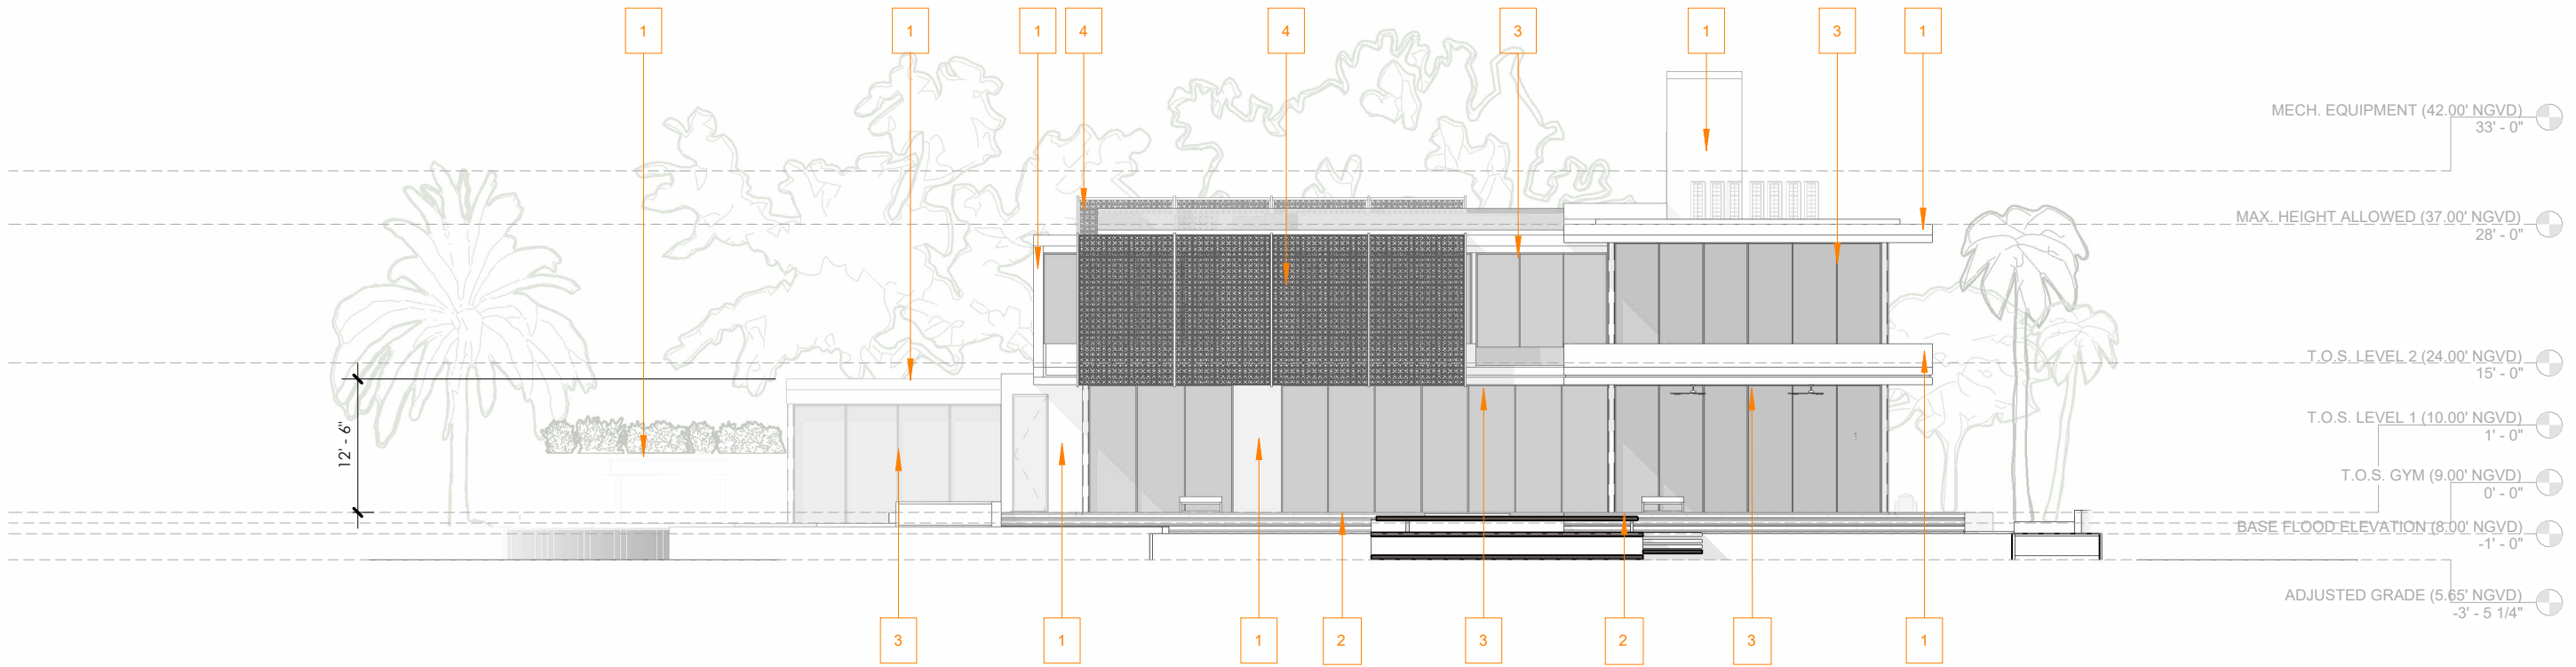 1 1 1 4 4 3 1 3 1
MECH. EQUIPMENT (42.00' NGVD)
33' - 0"
MAX. HEIGHT ALLOWED (37.00' NGVD)
28' - 0"
T.O.S. LEVEL 2 (24.00' NGVD)
15' - 0"
12' - 6"
T.O.S. LEVEL 1 (10.00' NGVD)
1' - 0"
T.O.S. GYM (9.00' NGVD)
0' - 0"
BASE FLOOD ELEVATION (8.00' NGVD)
-1' - 0"
ADJUSTED GRADE (5.65' NGVD)
-3' - 5 1/4"
3 1 1 2 3 2 3 1